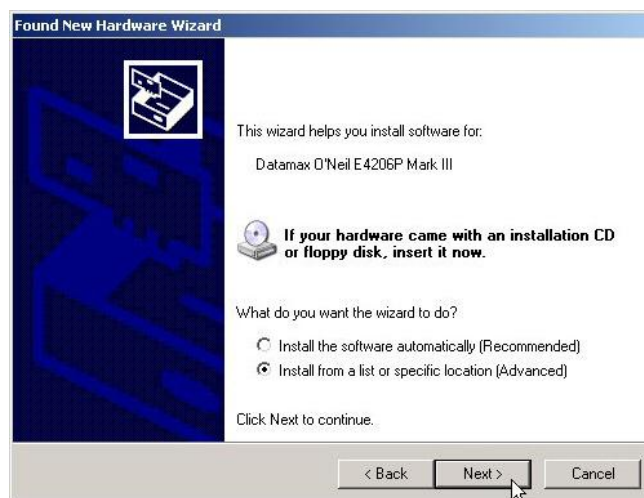 Found New Hardware Wizard
This wizard helps you install software for:
Datamax O'Neil E4206P Mark III
If your hardware came with an installation CD
or floppy disk, insert it now.
What do you want the wizard to do?
Install the software automatically (Recommended)
Install from a list or specific location (Advanced)
Click Next to continue.
< Back Next > Cancel